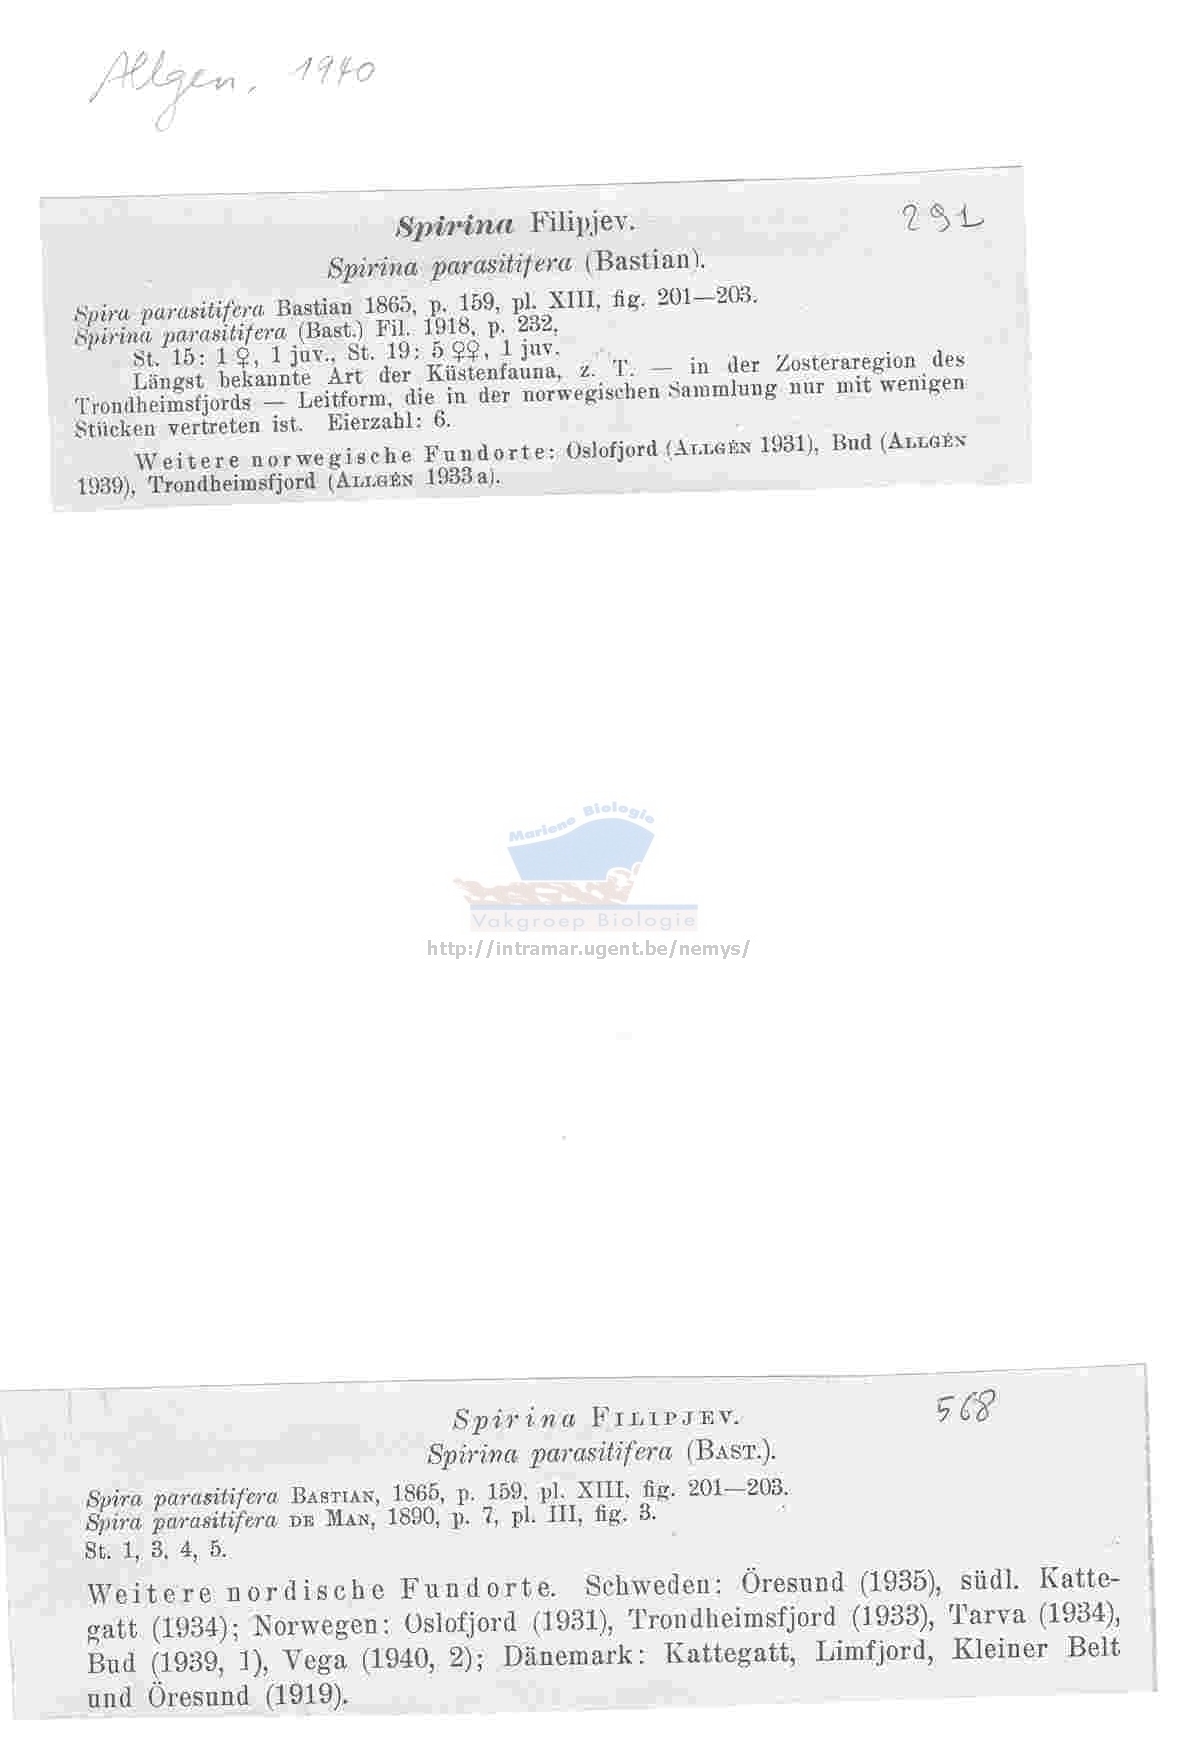 Allgen, 1940
Spirina Filipjev.
291
Spirina parasitifera (Bastian).
Spira parasitifera Bastian 1865, p. 159, pl. XIII, fig. 201—203.
Spirina parasitifera (Bast.) Fil. 1918, p. 232,
St. 15: 1 ♀, 1 juv., St. 19: 5 ♀♀, 1 juv.
Längst bekannte Art der Küstenfauna, z. T. — in der Zosteraregion des
Trondheimsfjords — Leitform, die in der norwegischen Sammlung nur mit wenigen
Stücken vertreten ist. Eierzahl: 6.
Weitere norwegische Fundorte: Oslofjord (ALLGÉN 1931), Bud (ALLGÉN
1939), Trondheimsfjord (ALLGÉN 1933 a).
Mariene Biologie
Vakgroep Biologie
http://intramar.ugent.be/nemys/
Spirina FILIPJEV.
568
Spirina parasitifera (BAST.).
Spira parasitifera BASTIAN, 1865, p. 159, pl. XIII, fig. 201—203.
Spira parasitifera DE MAN, 1890, p. 7, pl. III, fig. 3.
St. 1, 3, 4, 5.
Weitere nordische Fundorte. Schweden: Öresund (1935), südl. Katte-
gatt (1934); Norwegen: Oslofjord (1931), Trondheimsfjord (1933), Tarva (1934),
Bud (1939, 1), Vega (1940, 2); Dänemark: Kattegatt, Limfjord, Kleiner Belt
und Öresund (1919).